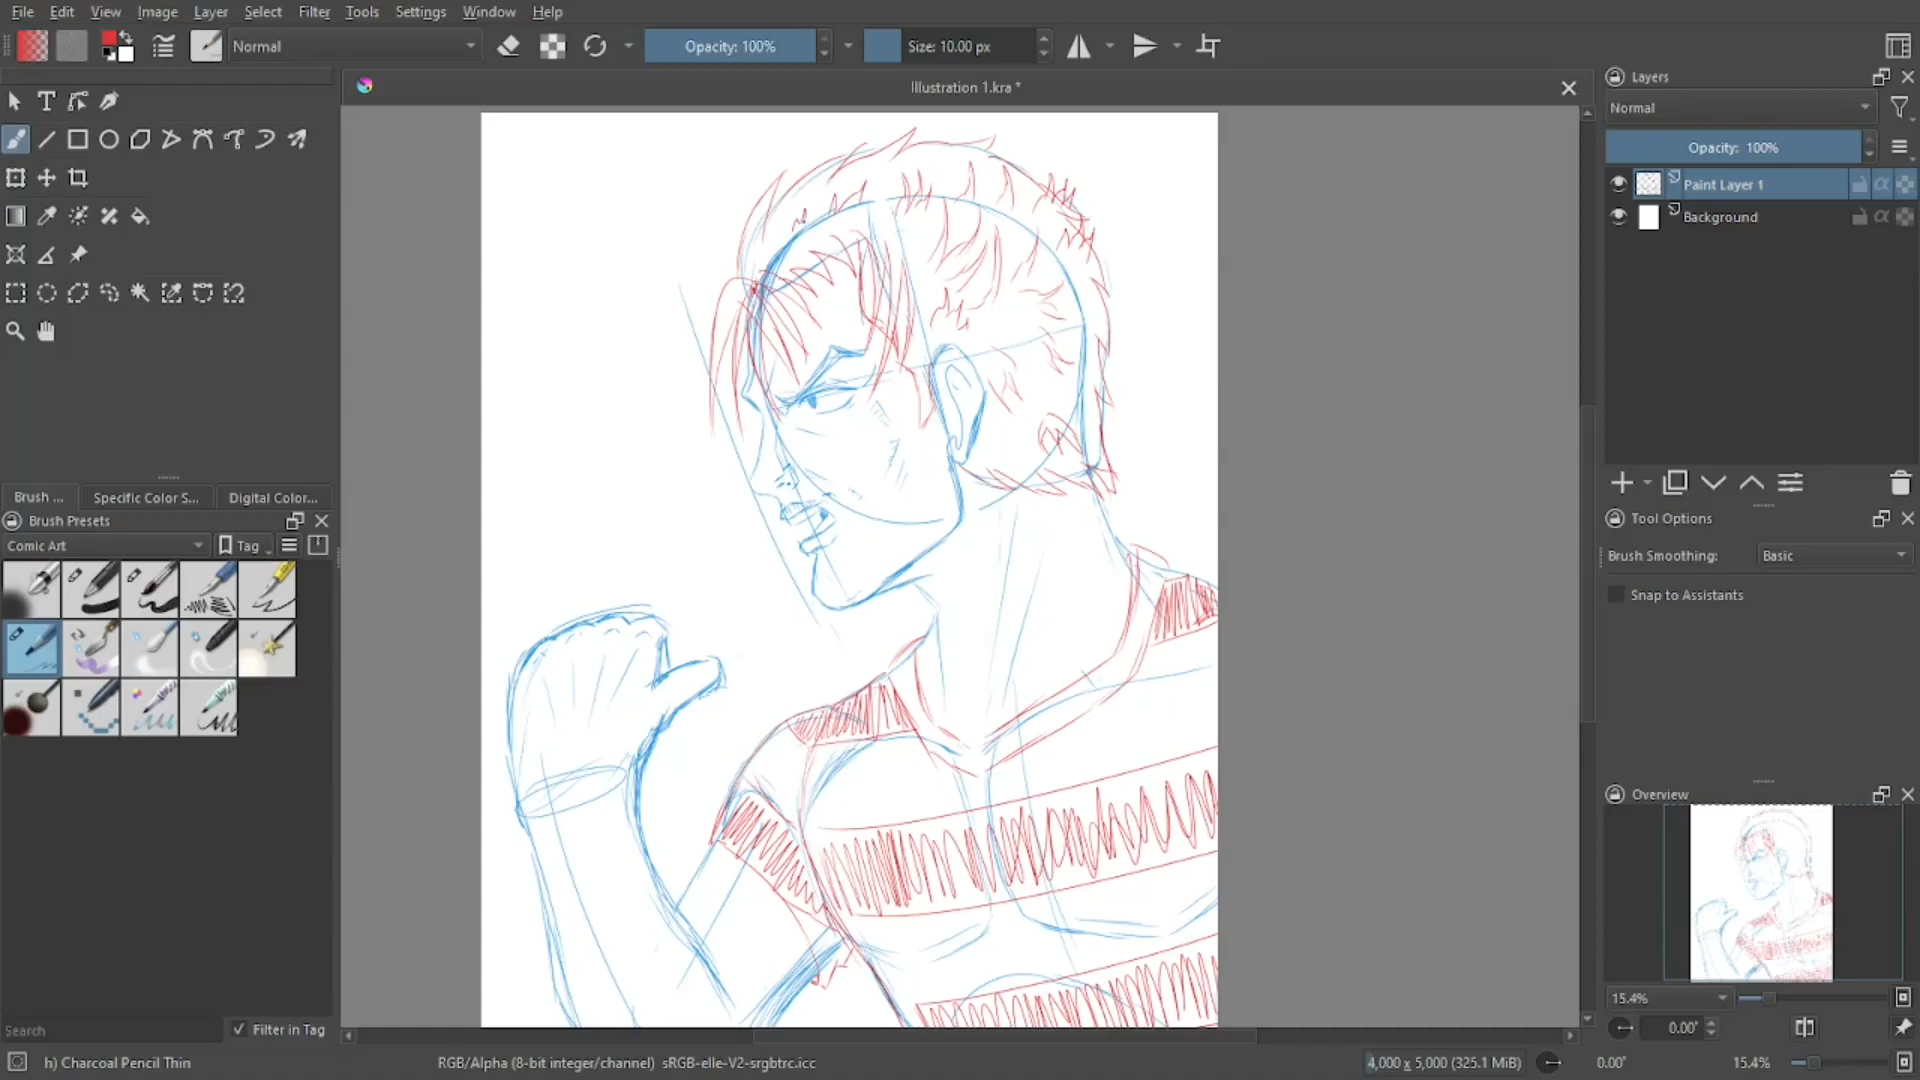 File Edit View Image Layer Select Filter Tools Settings Window Help
Normal Opacity: 100% Size: 10.00 px
Illustration 1.kra *
Layers
Normal
Opacity: 100%
Paint Layer 1
Background
Brush ... Specific Color S... Digital Color...
Brush Presets
Comic Art Tag
Tool Options
Brush Smoothing: Basic
Snap to Assistants
Overview
15.4%
0.00°
Search Filter in Tag
h) Charcoal Pencil Thin RGB/Alpha (8-bit integer/channel) sRGB-elle-V2-srgbtrc.icc 4,000 x 5,000 (325.1 MiB) 0.00° 15.4%